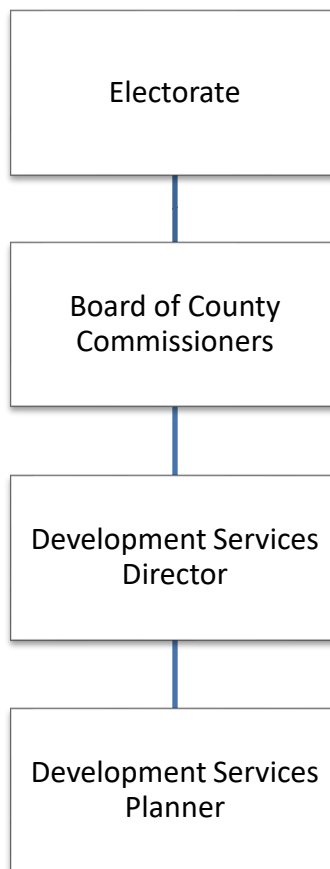 Electorate
Board of County
Commissioners
Development Services
Director
Development Services
Planner